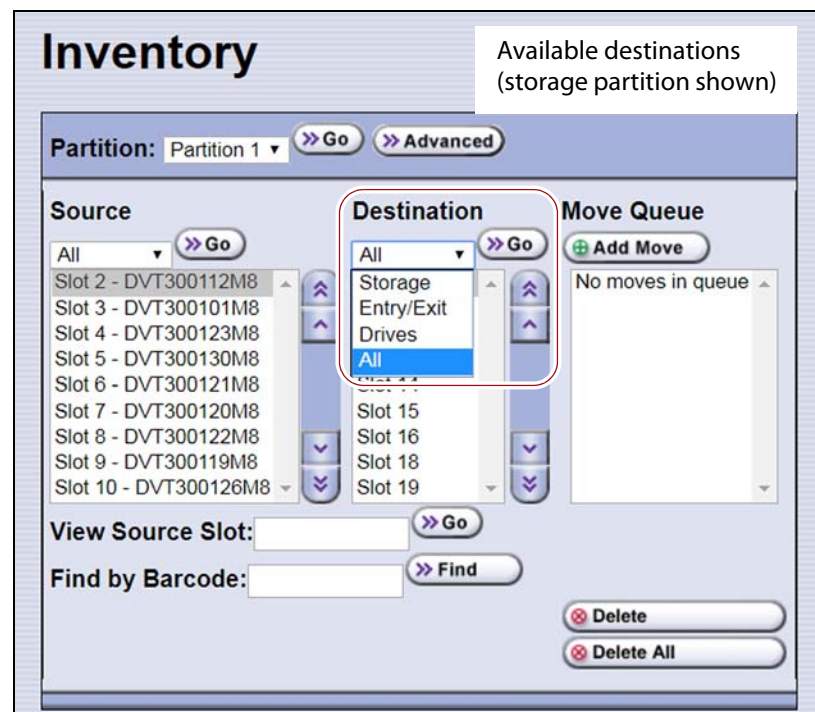 Inventory
Available destinations
(storage partition shown)
Partition: Partition 1 Go Advanced
Source
All Go
Slot 2 - DVT300112M8
Slot 3 - DVT300101M8
Slot 4 - DVT300123M8
Slot 5 - DVT300130M8
Slot 6 - DVT300121M8
Slot 7 - DVT300120M8
Slot 8 - DVT300122M8
Slot 9 - DVT300119M8
Slot 10 - DVT300126M8
Destination
All Go
Storage
Entry/Exit
Drives
All
Slot 14
Slot 15
Slot 16
Slot 18
Slot 19
Move Queue
Add Move
No moves in queue
View Source Slot: Go
Find by Barcode: Find
Delete
Delete All